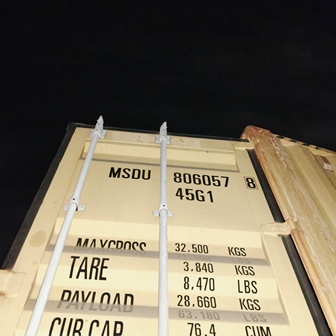 MSDU 806057 8
45G1
MAXGROSS 32.500 KGS
TARE 3.840 KGS
8,470 LBS
PAYLOAD 28.660 KGS
63.180 LBS
CUB.CAP. 76.4 CUM